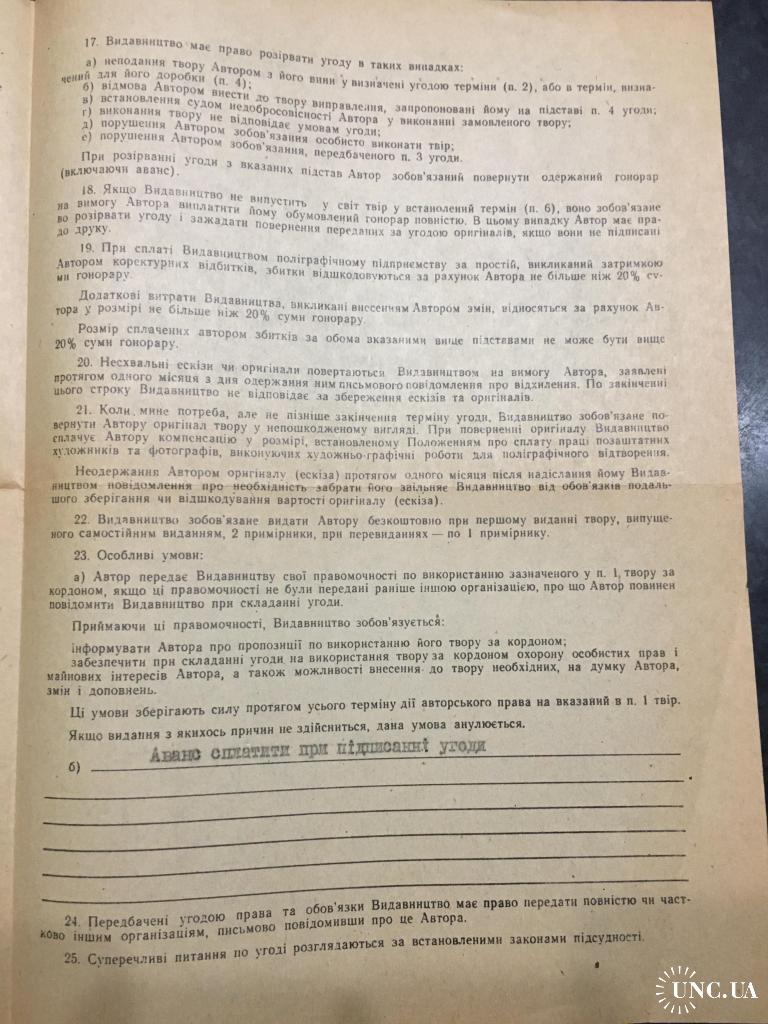 17. Видавництво має право розірвати угоду в таких випадках:
а) неподання твору Автором з його вини у визначені угодою терміни (п. 2), або в термін, визна-
чений для його доробки (п. 4);
б) відмова Автором внести до твору виправлення, запропоновані йому на підставі п. 4 угоди;
в) встановлення судом недобросовісності Автора у виконанні замовленого твору;
г) виконання твору не відповідає умовам угоди;
д) порушення Автором зобов'язання особисто виконати твір;
е) порушення Автором зобов'язання, передбаченого п. 3 угоди.
При розірванні угоди з вказаних підстав Автор зобов'язаний повернути одержаний гонорар
(включаючи аванс).
18. Якщо Видавництво не випустить у світ твір у встанолений термін (п. 6), воно зобов'язане
на вимогу Автора виплатити йому обумовлений гонорар повністю. В цьому випадку Автор має пра-
во розірвати угоду і зажадати повернення переданих за угодою оригіналів, якщо вони не підписані
до друку.
19. При сплаті Видавництвом поліграфічному підприємству за простій, викликаний затримкою
Автором коректурних відбитків, збитки відшкодовуються за рахунок Автора не більше ніж 20% су-
ми гонорару.
Додаткові витрати Видавництва, викликані внесенням Автором змін, відносяться за рахунок Ав-
тора у розмірі не більше ніж 20% суми гонорару.
Розмір сплачених автором збитків за обома вказаними вище підставами не може бути вище
20% суми гонорару.
20. Несхвальні ескізи чи оригінали повертаються Видавництвом на вимогу Автора, заявлені
протягом одного місяця з дня одержання ним письмового повідомлення про відхилення. По закінченні
цього строку Видавництво не відповідає за збереження ескізів та оригіналів.
21. Коли мине потреба, але не пізніше закінчення терміну угоди, Видавництво зобов'язане по-
вернути Автору оригінал твору у непошкодженому вигляді. При поверненні оригіналу Видавництво
сплачує Автору компенсацію у розмірі, встановленому Положенням про сплату праці позаштатних
художників та фотографів, виконуючих художньо-графічні роботи для поліграфічного відтворення.
Неодержання Автором оригіналу (ескіза) протягом одного місяця після надіслання йому Видав-
ництвом повідомлення про необхідність забрати його звільняє Видавництво від обов'язків подаль-
шого зберігання чи відшкодування вартості оригіналу (ескіза).
22. Видавництво зобов'язане видати Автору безкоштовно при першому виданні твору, випуще-
ного самостійним виданням, 2 примірники, при перевиданнях — по 1 примірнику.
23. Особливі умови:
а) Автор передає Видавництву свої правомочності по використанню зазначеного у п. 1 твору за
кордоном, якщо ці правомочності не були передані раніше іншою організацією, про що Автор повинен
повідомити Видавництво при складанні угоди.
Приймаючи ці правомочності, Видавництво зобов'язується:
інформувати Автора про пропозиції по використанню його твору за кордоном;
забезпечити при складанні угоди на використання твору за кордоном охорону особистих прав і
майнових інтересів Автора, а також можливості внесення до твору необхідних, на думку Автора,
змін і доповнень.
Ці умови зберігають силу протягом усього терміну дії авторського права на вказаний в п. 1 твір.
Якщо видання з якихось причин не здійсниться, дана умова анулюється.
б) Аванс сплатити при підписанні угоди
24. Передбачені угодою права та обов'язки Видавництво має право передати повністю чи част-
ково іншим організаціям, письмово повідомивши про це Автора.
25. Суперечливі питання по угоді розглядаються за встановленими законами підсудності.
UNC.UA